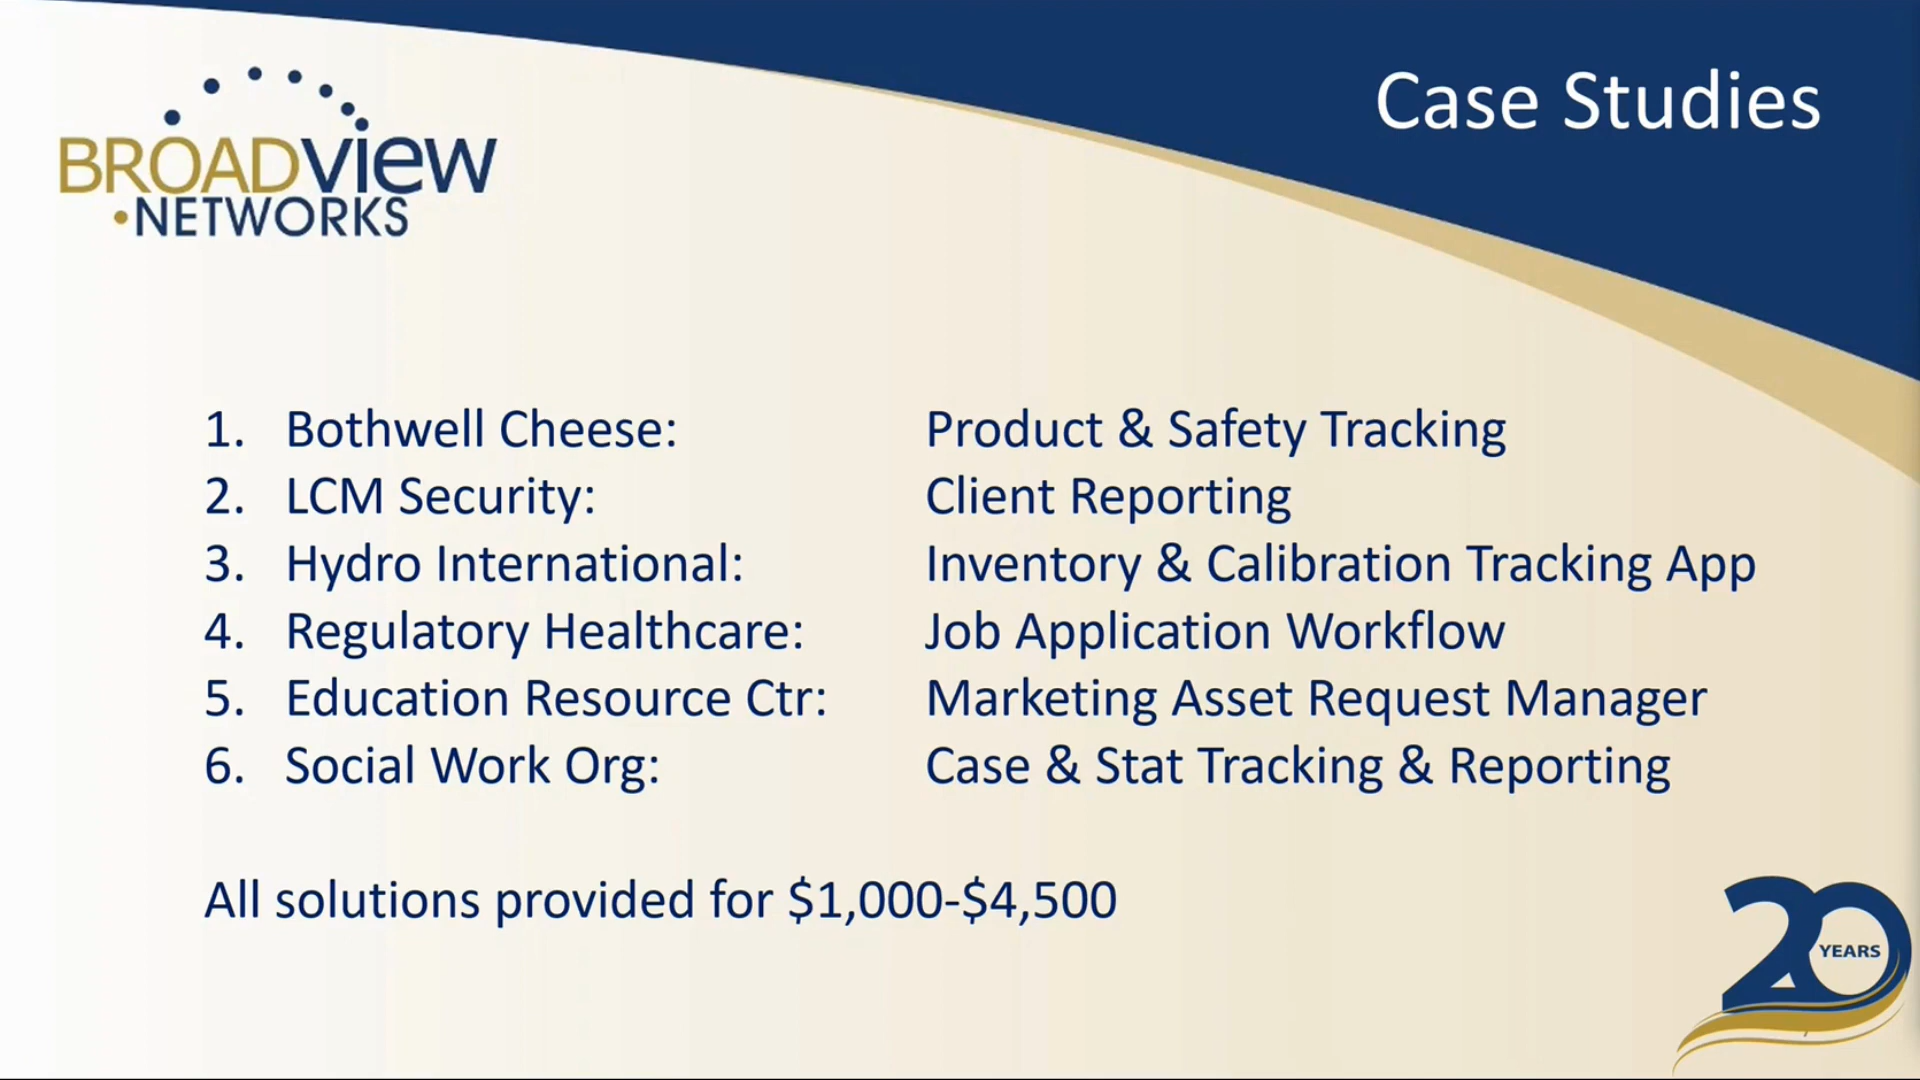 Case Studies
BROADVIEW
•NETWORKS
1. Bothwell Cheese: Product & Safety Tracking
2. LCM Security: Client Reporting
3. Hydro International: Inventory & Calibration Tracking App
4. Regulatory Healthcare: Job Application Workflow
5. Education Resource Ctr: Marketing Asset Request Manager
6. Social Work Org: Case & Stat Tracking & Reporting
All solutions provided for $1,000-$4,500
20 YEARS